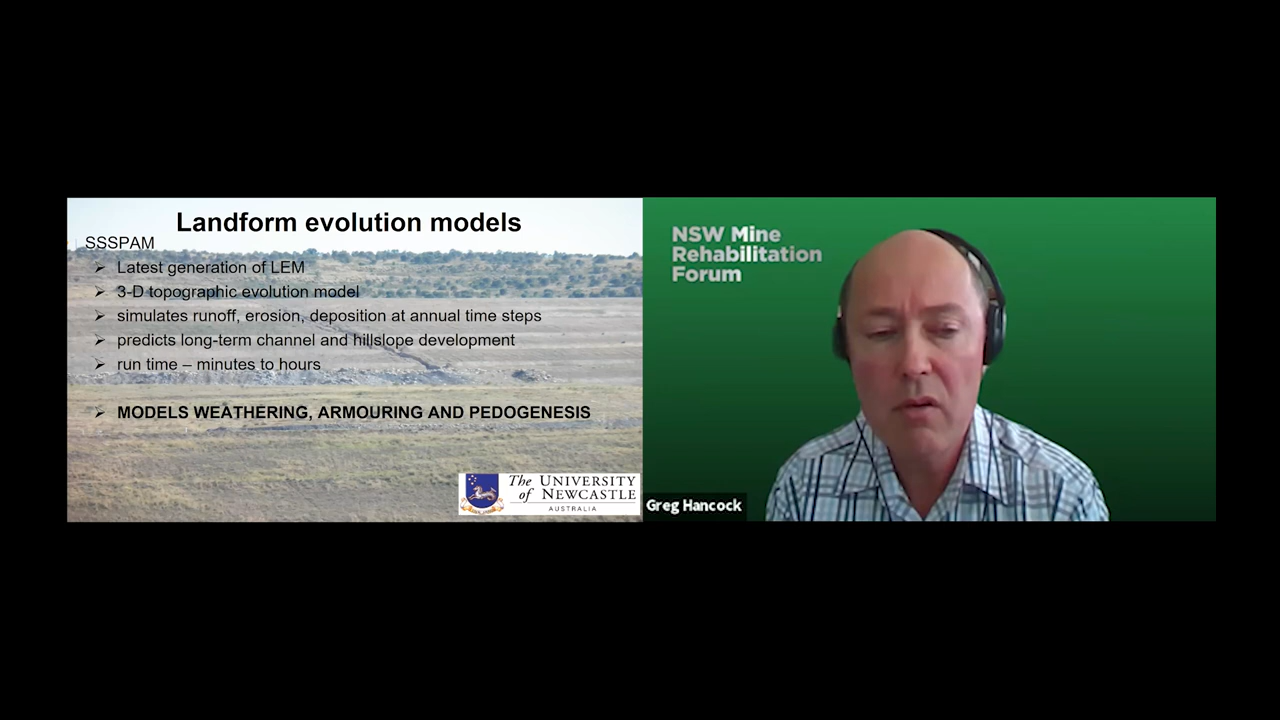 Landform evolution models
SSSPAM
➢ Latest generation of LEM
➢ 3-D topographic evolution model
➢ simulates runoff, erosion, deposition at annual time steps
➢ predicts long-term channel and hillslope development
➢ run time – minutes to hours
➢ MODELS WEATHERING, ARMOURING AND PEDOGENESIS
The UNIVERSITY
of NEWCASTLE
AUSTRALIA
NSW Mine
Rehabilitation
Forum
Greg Hancock